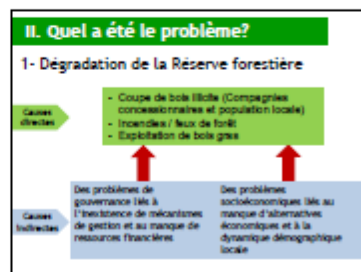 II. Quel a été le problème?
1- Dégradation de la Réserve forestière
Causes
directes
- Coupe de bois illicite (Compagnies
concessionnaires et population locale)
- Incendies / feux de forêt
- Exploitation de bois gras
Causes
indirectes
Des problèmes de
gouvernance liés à
l'inexistence de mécanismes
de gestion et au manque de
ressources financières
Des problèmes
socioéconomiques liés au
manque d'alternatives
économiques et à la
dynamique démographique
locale